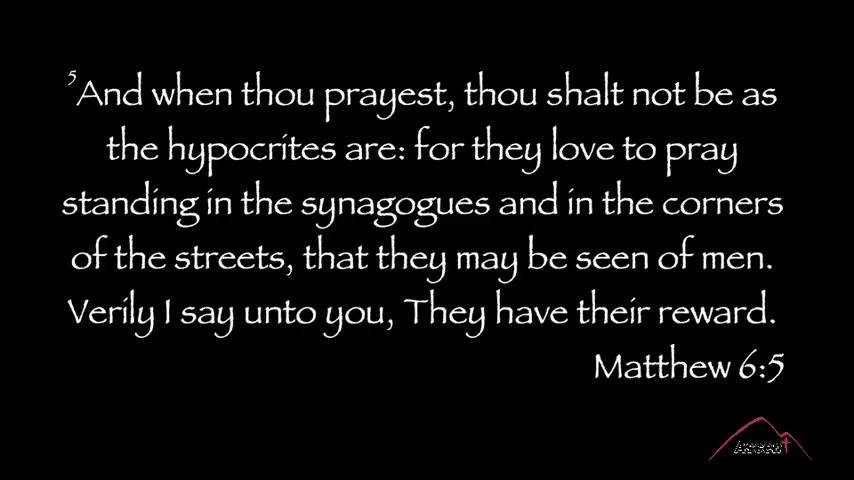 5And when thou prayest, thou shalt not be as
the hypocrites are: for they love to pray
standing in the synagogues and in the corners
of the streets, that they may be seen of men.
Verily I say unto you, They have their reward.
Matthew 6:5